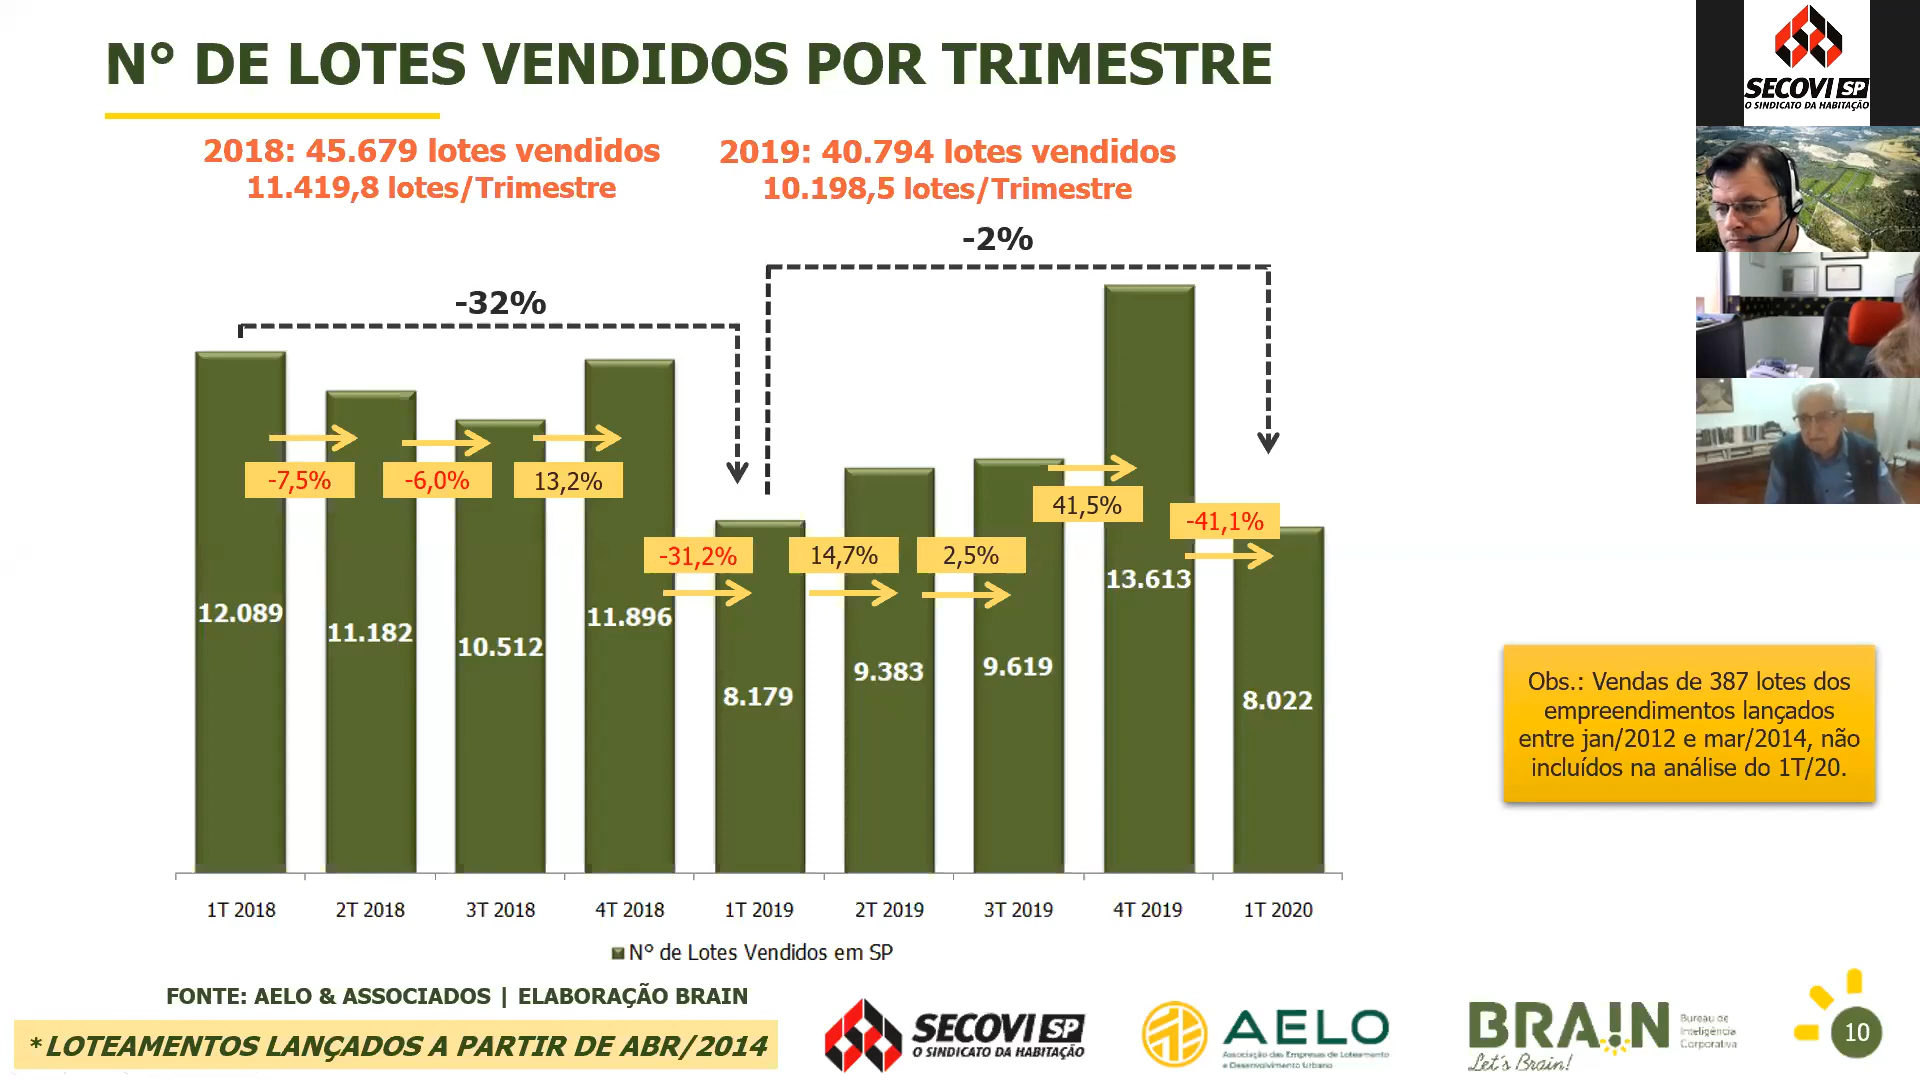 N° DE LOTES VENDIDOS POR TRIMESTRE
SECOVI SP
O SINDICATO DA HABITAÇÃO
2018: 45.679 lotes vendidos
11.419,8 lotes/Trimestre
2019: 40.794 lotes vendidos
10.198,5 lotes/Trimestre
-2%
-32%
-7,5%
-6,0%
13,2%
-31,2%
14,7%
2,5%
41,5%
-41,1%
12.089
11.182
10.512
11.896
8.179
9.383
9.619
13.613
8.022
Obs.: Vendas de 387 lotes dos
empreendimentos lançados
entre jan/2012 e mar/2014, não
incluídos na análise do 1T/20.
1T 2018
2T 2018
3T 2018
4T 2018
1T 2019
2T 2019
3T 2019
4T 2019
1T 2020
N° de Lotes Vendidos em SP
FONTE: AELO & ASSOCIADOS | ELABORAÇÃO BRAIN
*LOTEAMENTOS LANÇADOS A PARTIR DE ABR/2014
SECOVI SP
O SINDICATO DA HABITAÇÃO
AELO
Associação das Empresas de Loteamento
e Desenvolvimento Urbano
BRA!N
Let's Brain!
Bureau de
Inteligência
Corporativa
10